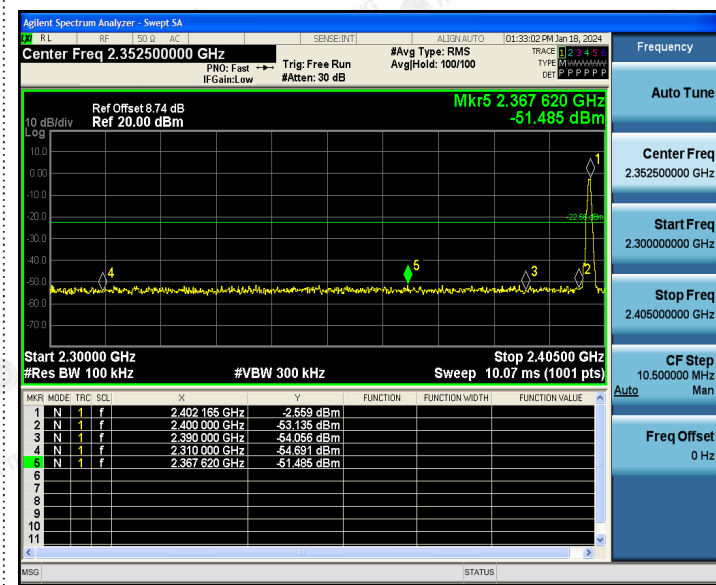 Agilent Spectrum Analyzer - Swept SA
LXI RL RF 50 Ω AC SENSE:INT ALIGN AUTO 01:33:02 PM Jan 18, 2024
Center Freq 2.352500000 GHz
PNO: Fast
IFGain:Low
Trig: Free Run
#Atten: 30 dB
#Avg Type: RMS
Avg|Hold: 100/100
TRACE 1 2 3 4 5 6
TYPE M
DET P P P P P P
Ref Offset 8.74 dB
Ref 20.00 dBm
10 dB/div
Log
Mkr5 2.367 620 GHz
-51.485 dBm
10.0
0.00
-10.0
-20.0
-30.0
-40.0
-50.0
-60.0
-70.0
1
2
3
4
5
Start 2.30000 GHz
Stop 2.40500 GHz
#Res BW 100 kHz
#VBW 300 kHz
Sweep 10.07 ms (1001 pts)
MKR MODE TRC SCL X Y FUNCTION FUNCTION WIDTH FUNCTION VALUE
1 N 1 f 2.402 165 GHz -2.559 dBm
2 N 1 f 2.400 000 GHz -53.135 dBm
3 N 1 f 2.390 000 GHz -54.056 dBm
4 N 1 f 2.310 000 GHz -54.691 dBm
5 N 1 f 2.367 620 GHz -51.485 dBm
6
7
8
9
10
11
MSG
STATUS
Frequency
Auto Tune
Center Freq
2.352500000 GHz
Start Freq
2.300000000 GHz
Stop Freq
2.405000000 GHz
CF Step
10.500000 MHz
Auto Man
Freq Offset
0 Hz